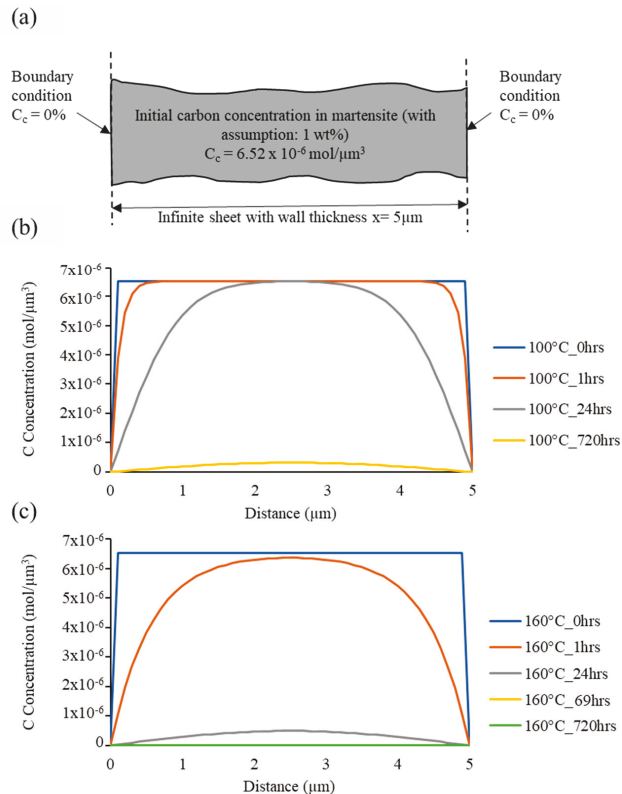 (a)
Boundary
condition
C_c = 0%
Initial carbon concentration in martensite (with
assumption: 1 wt%)
C_c = 6.52 x 10⁻⁶ mol/μm³
Boundary
condition
C_c = 0%
Infinite sheet with wall thickness x= 5μm
(b)
C Concentration (mol/μm³)
7x10⁻⁶
6x10⁻⁶
5x10⁻⁶
4x10⁻⁶
3x10⁻⁶
2x10⁻⁶
1x10⁻⁶
0
0 1 2 3 4 5
Distance (μm)
100°C_0hrs
100°C_1hrs
100°C_24hrs
100°C_720hrs
(c)
C Concentration (mol/μm³)
7x10⁻⁶
6x10⁻⁶
5x10⁻⁶
4x10⁻⁶
3x10⁻⁶
2x10⁻⁶
1x10⁻⁶
0
0 1 2 3 4 5
Distance (μm)
160°C_0hrs
160°C_1hrs
160°C_24hrs
160°C_69hrs
160°C_720hrs